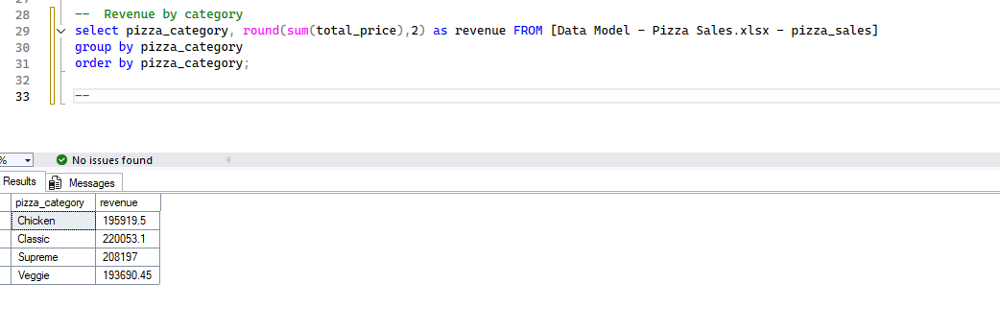 28 -- Revenue by category
29 select pizza_category, round(sum(total_price),2) as revenue FROM [Data Model - Pizza Sales.xlsx - pizza_sales]
30 group by pizza_category
31 order by pizza_category;
32
33 --
% No issues found
Results Messages
pizza_category revenue
Chicken 195919.5
Classic 220053.1
Supreme 208197
Veggie 193690.45